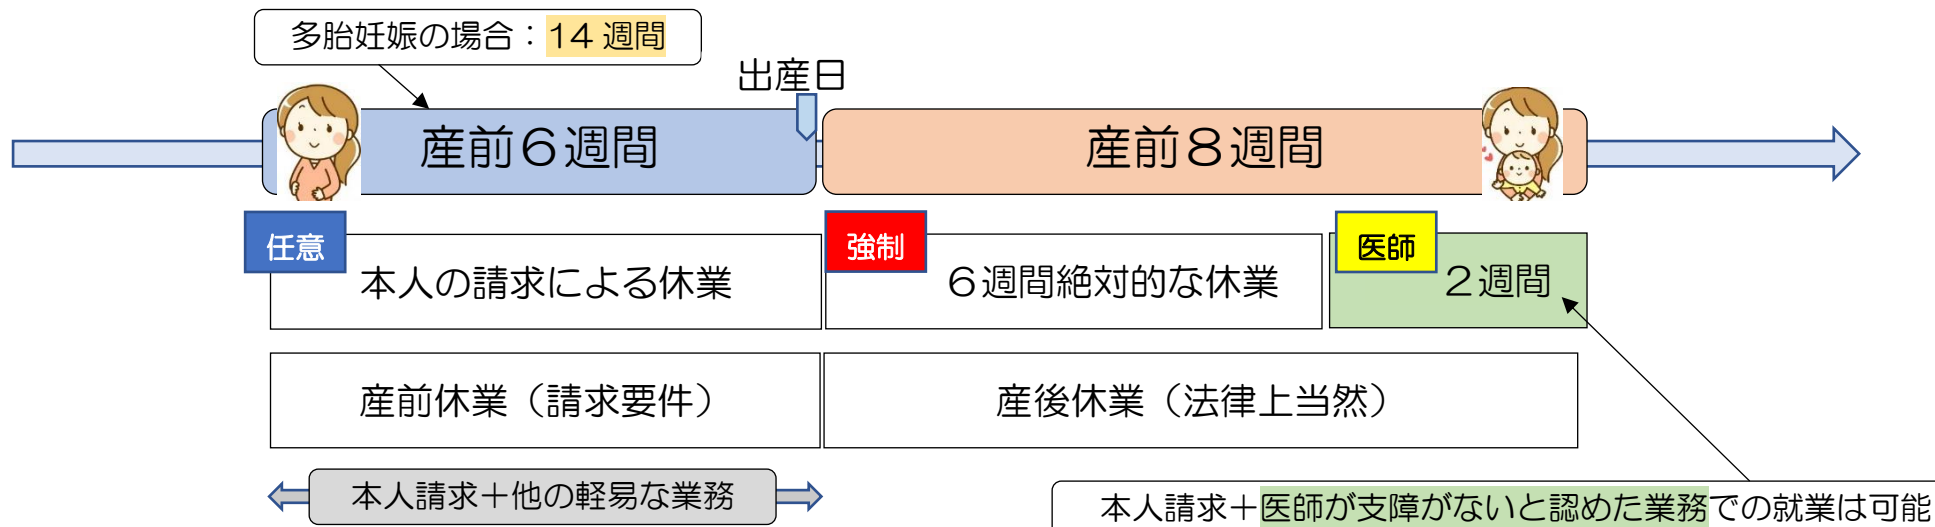 多胎妊娠の場合：14 週間
出産日
産前６週間
産前８週間
任意
本人の請求による休業
強制
６週間絶対的な休業
医師
２週間
産前休業（請求要件）
産後休業（法律上当然）
本人請求＋他の軽易な業務
本人請求＋医師が支障がないと認めた業務での就業は可能